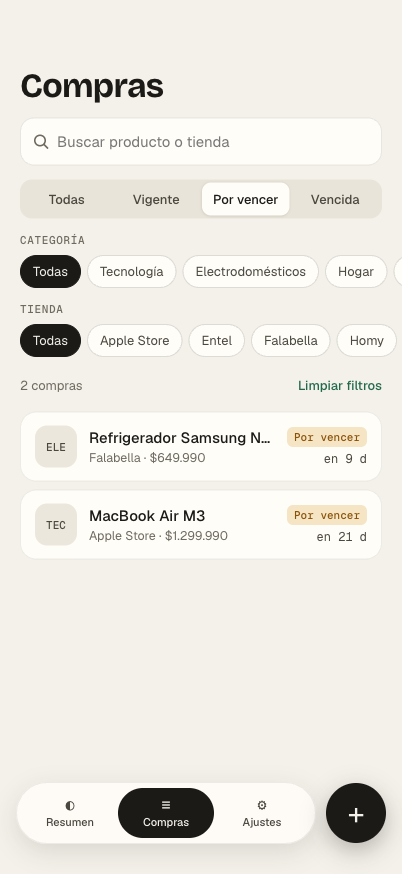 Compras
Buscar producto o tienda
Todas Vigente Por vencer Vencida
CATEGORÍA
Todas Tecnología Electrodomésticos Hogar
TIENDA
Todas Apple Store Entel Falabella Homy
2 compras Limpiar filtros
ELE Refrigerador Samsung N… Por vencer
Falabella · $649.990 en 9 d
TEC MacBook Air M3 Por vencer
Apple Store · $1.299.990 en 21 d
Resumen Compras Ajustes +